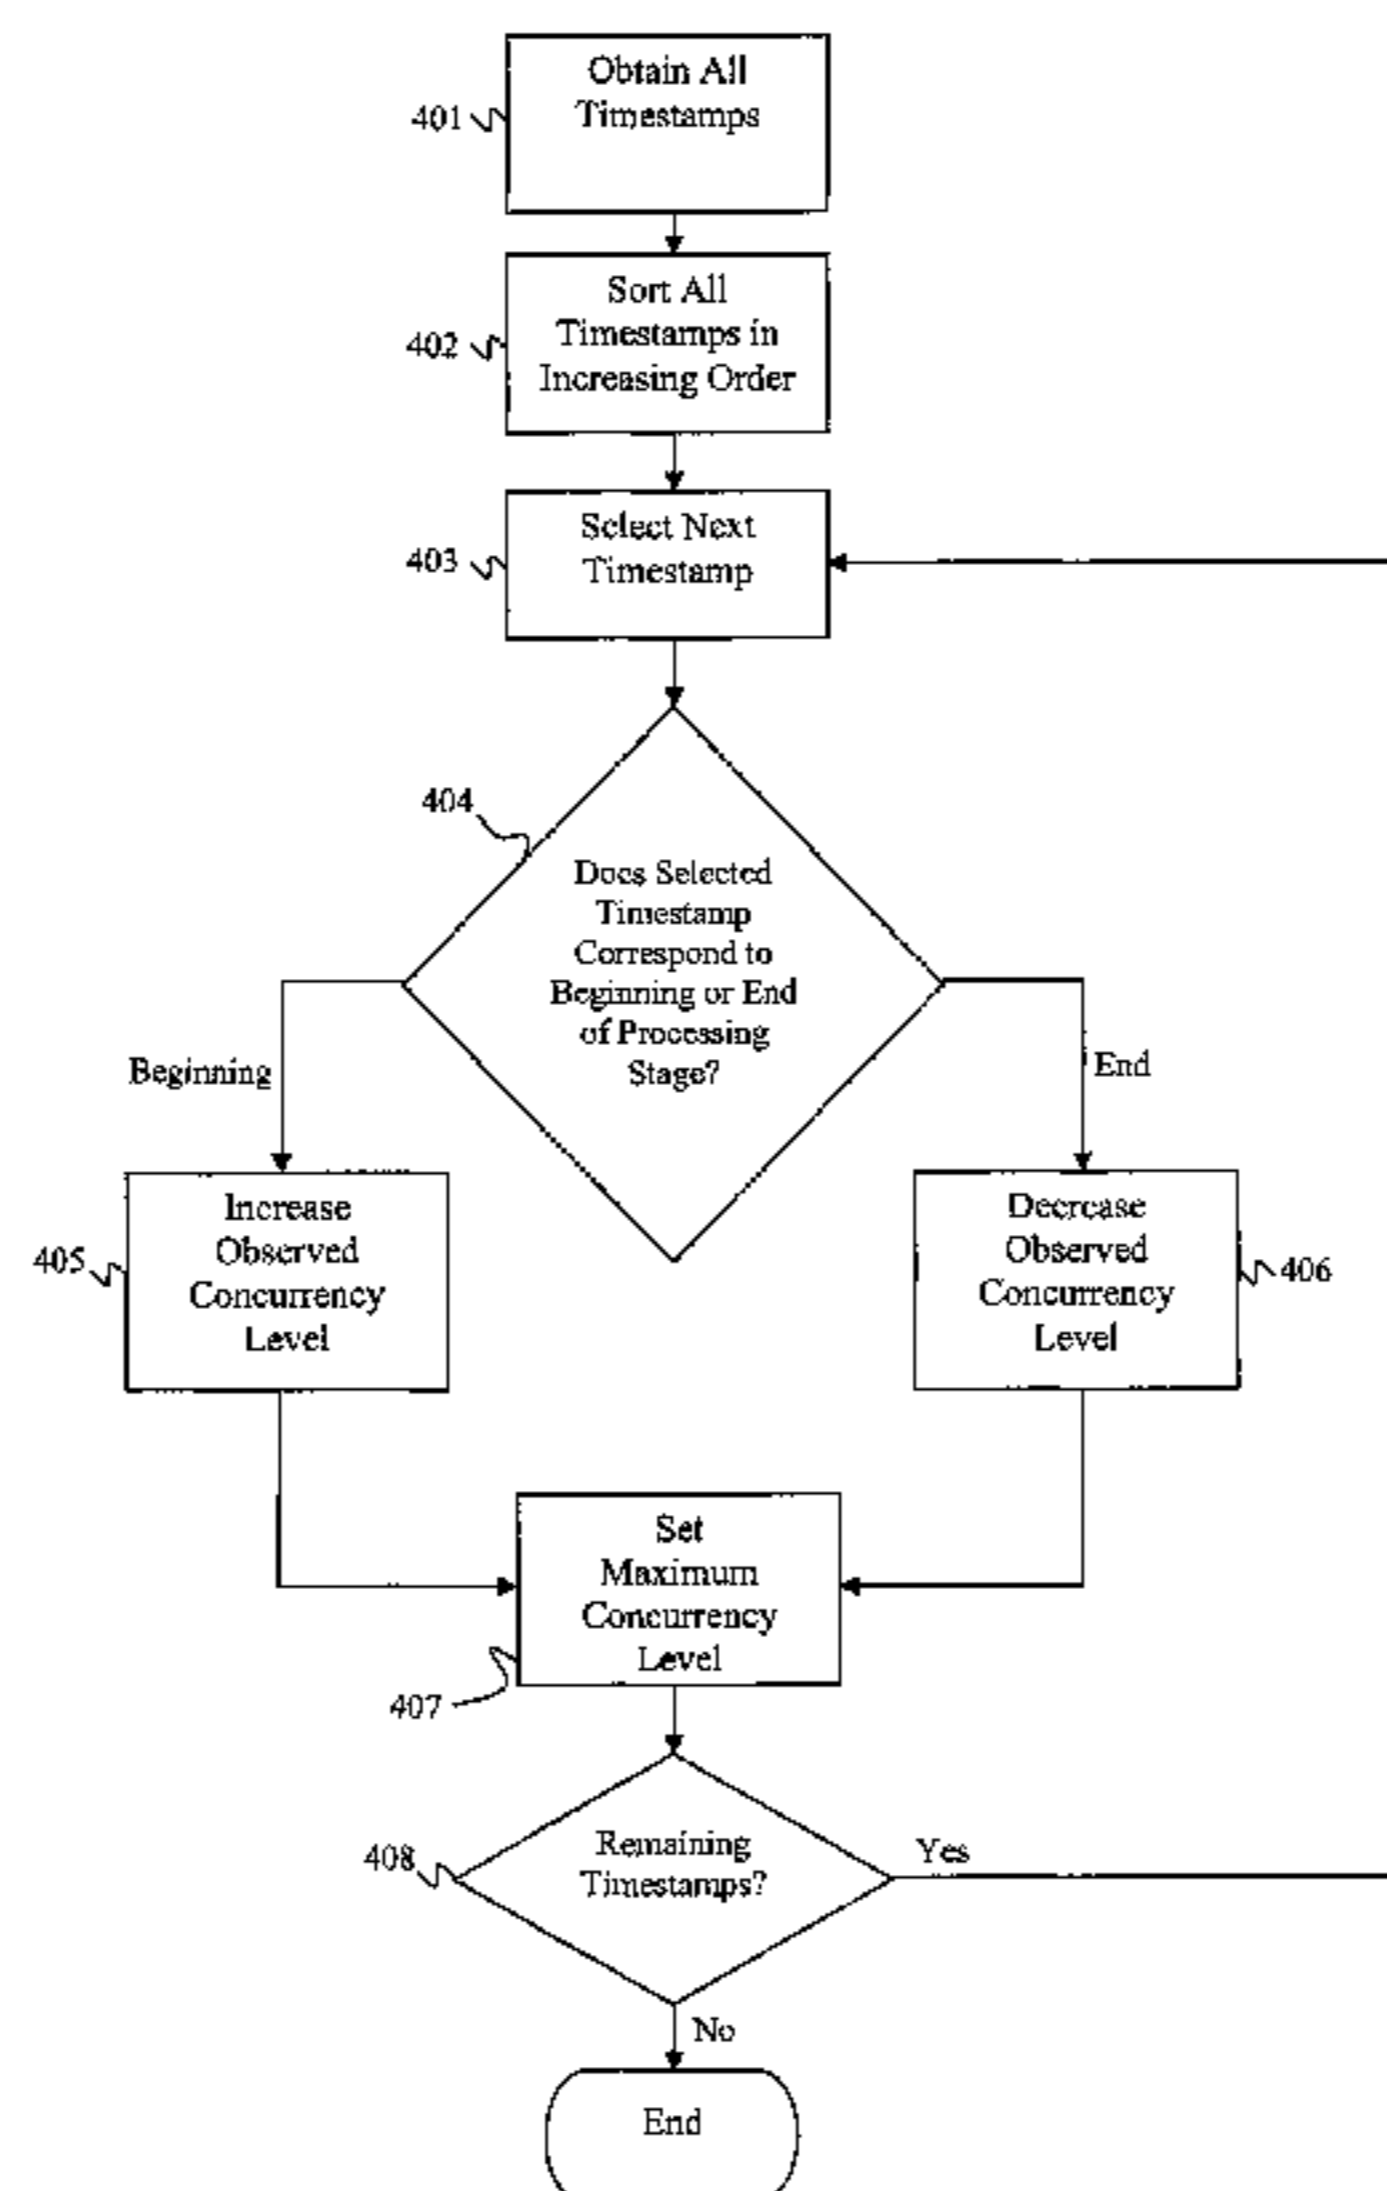 Obtain All
Timestamps
401
Sort All
Timestamps in
Increasing Order
402
Select Next
Timestamp
403
404
Does Selected
Timestamp
Correspond to
Beginning or End
of Processing
Stage?
Beginning
End
Increase
Observed
Concurrency
Level
405
Decrease
Observed
Concurrency
Level
406
Set
Maximum
Concurrency
Level
407
Remaining
Timestamps?
408
Yes
No
End